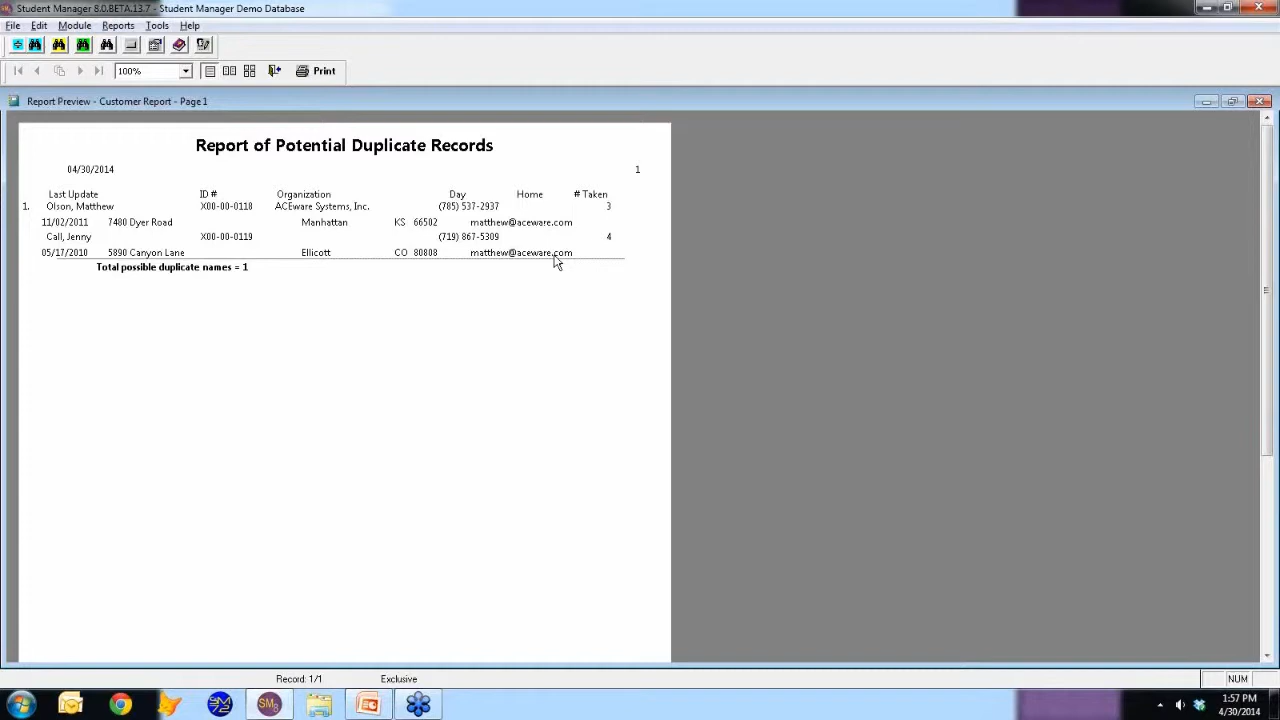 Student Manager 8.0.BETA.13.7 - Student Manager Demo Database
File Edit Module Reports Tools Help
100% Print
Report Preview - Customer Report - Page 1
Report of Potential Duplicate Records
04/30/2014 1
Last Update ID # Organization Day Home # Taken
1. Olson, Matthew X00-00-0118 ACEware Systems, Inc. (785) 537-2937 3
11/02/2011 7480 Dyer Road Manhattan KS 66502 matthew@aceware.com
Call, Jenny X00-00-0119 (719) 867-5309 4
05/17/2010 5890 Canyon Lane Ellicott CO 80808 matthew@aceware.com
Total possible duplicate names = 1
Record: 1/1 Exclusive NUM
SM8
1:57 PM
4/30/2014